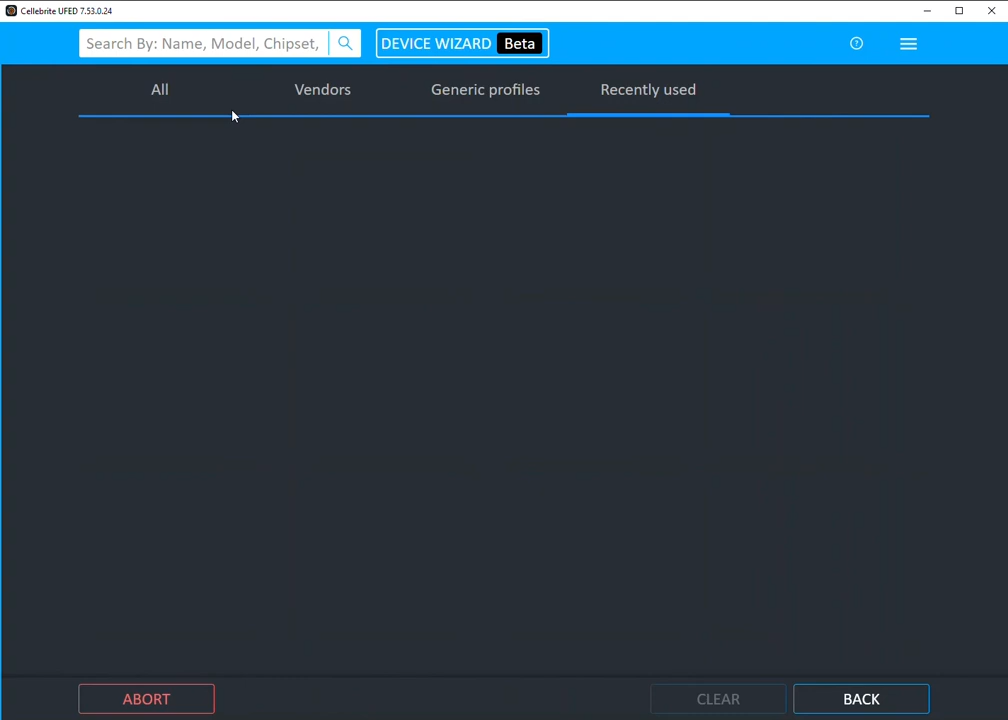 Cellebrite UFED 7.53.0.24
Search By: Name, Model, Chipset,
DEVICE WIZARD Beta
All
Vendors
Generic profiles
Recently used
ABORT
CLEAR
BACK